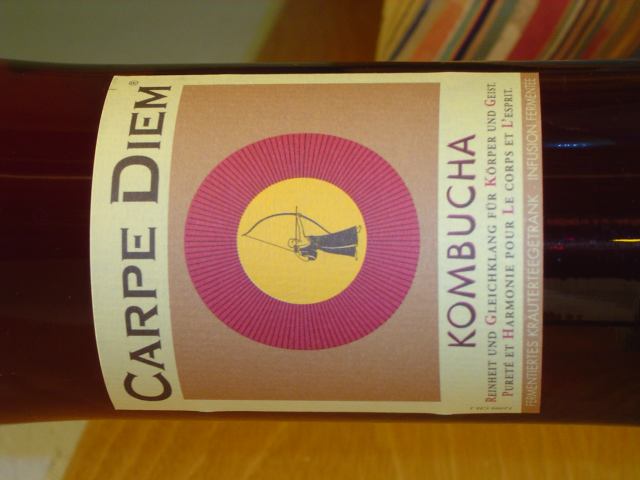 CARPE DIEM®
KOMBUCHA
REINHEIT UND GLEICHKLANG FÜR KÖRPER UND GEIST.
PURETÉ ET HARMONIE POUR LE CORPS ET L'ESPRIT.
FERMENTIERTES KRÄUTERTEEGETRÄNK · INFUSION FERMENTÉE